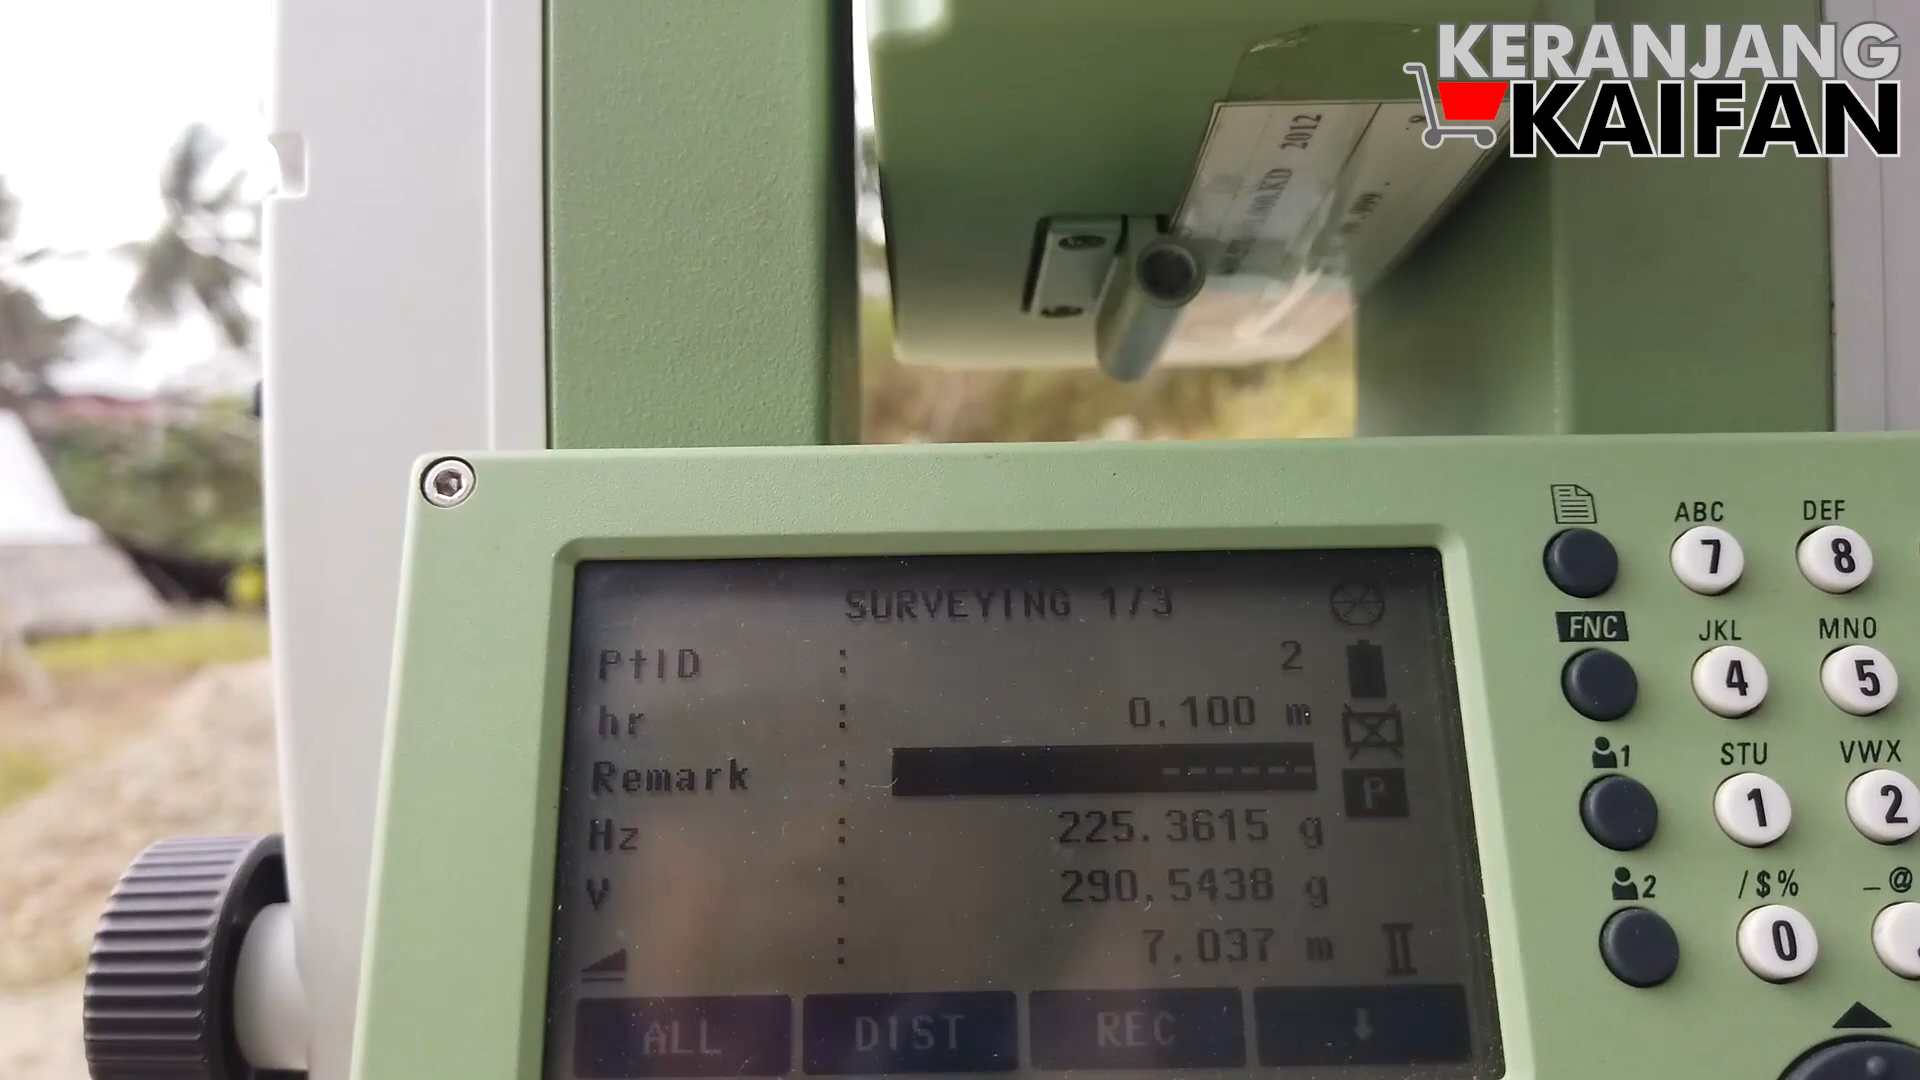 KERANJANG
KAIFAN
2012
ABC
DEF
7
8
FNC
JKL
MNO
4
5
1
STU
VWX
1
2
2
/$%
_@
0
SURVEYING 1/3
PtID : 2
hr : 0.100 m
Remark : ------
P
Hz : 225.3615 g
V : 290.5438 g
: 7.037 m II
ALL
DIST
REC
↓